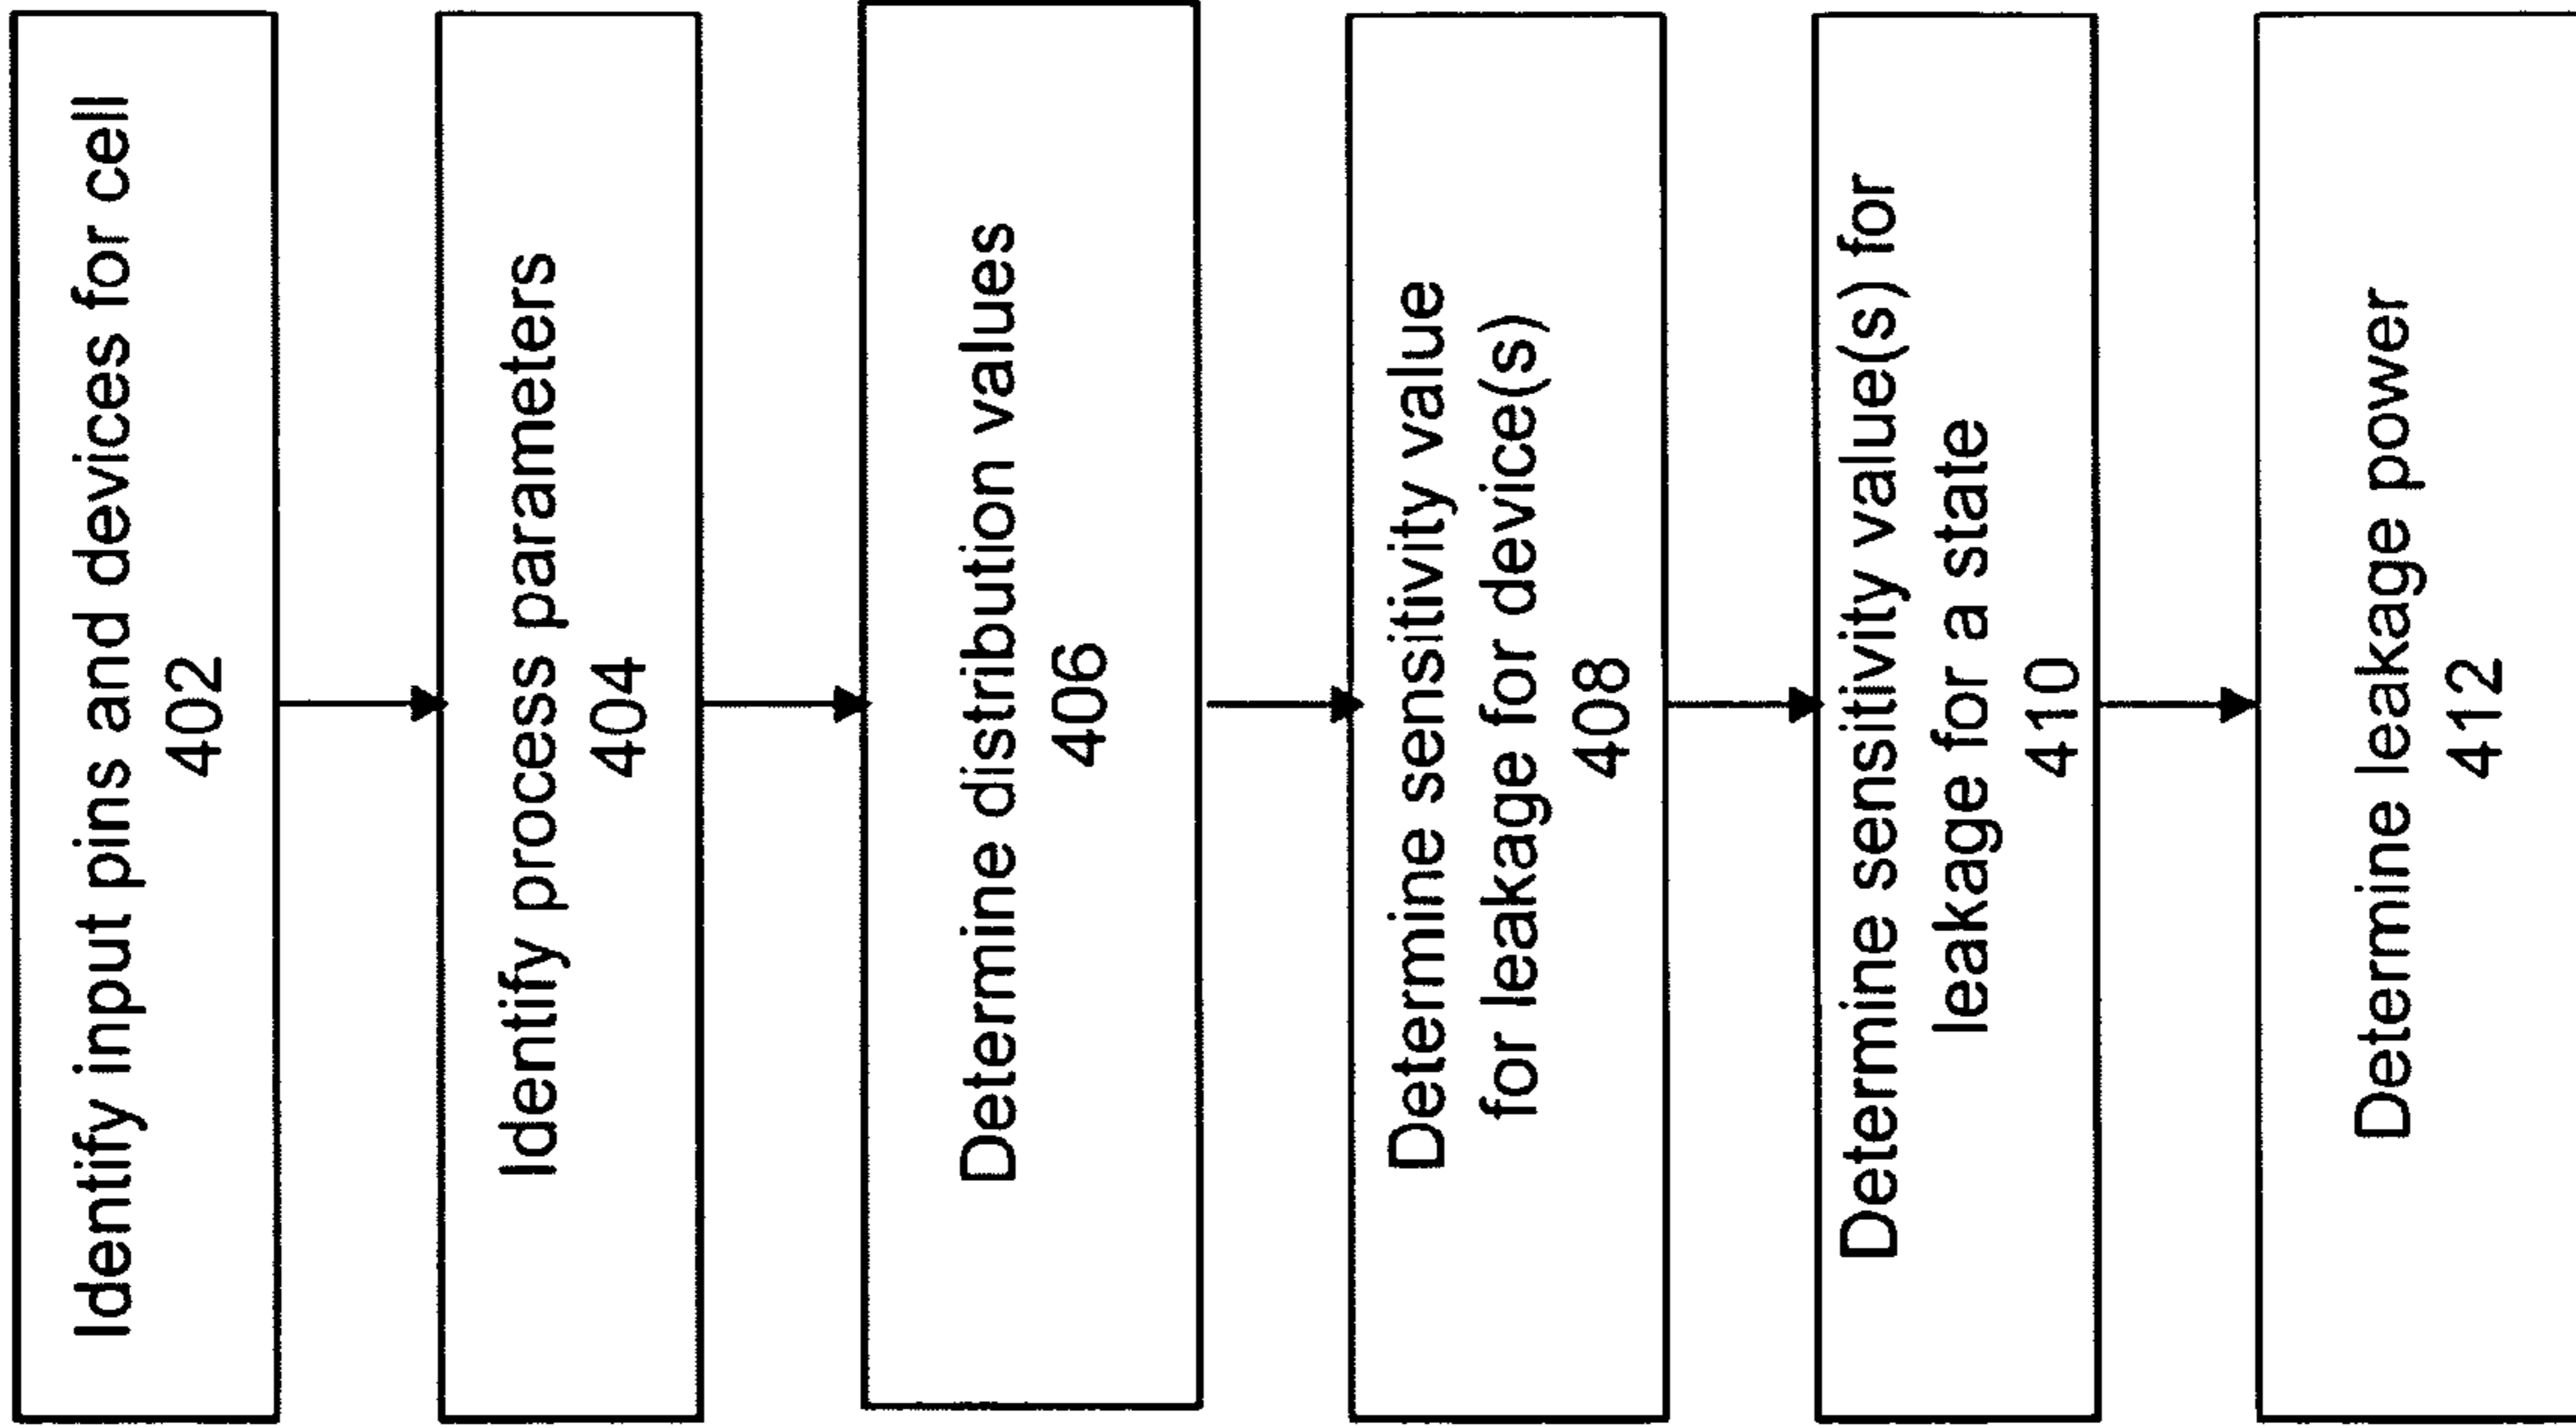 Identify input pins and devices for cell
402
Identify process parameters
404
Determine distribution values
406
Determine sensitivity value
for leakage for device(s)
408
Determine sensitivity value(s) for
leakage for a state
410
Determine leakage power
412